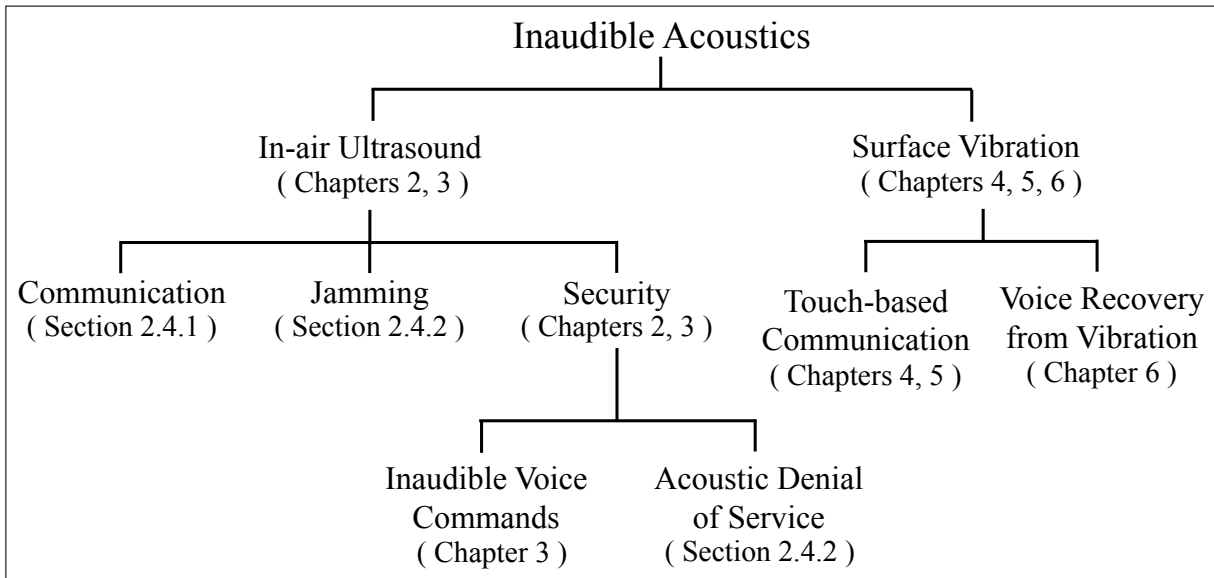 Inaudible Acoustics
In-air Ultrasound
( Chapters 2, 3 )
Surface Vibration
( Chapters 4, 5, 6 )
Communication
( Section 2.4.1 )
Jamming
( Section 2.4.2 )
Security
( Chapters 2, 3 )
Touch-based
Communication
( Chapters 4, 5 )
Voice Recovery
from Vibration
( Chapter 6 )
Inaudible Voice
Commands
( Chapter 3 )
Acoustic Denial
of Service
( Section 2.4.2 )